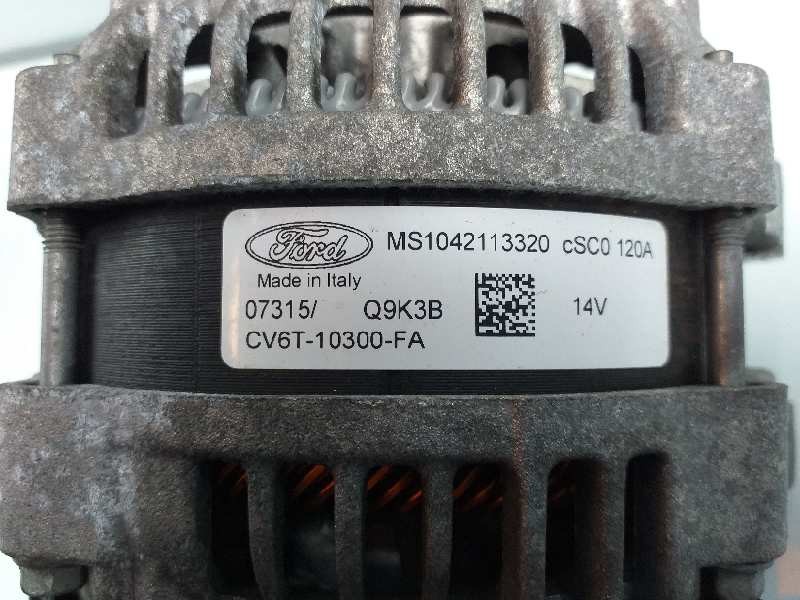 Ford MS1042113320 cSC0 120A
Made in Italy
07315/ Q9K3B 14V
CV6T-10300-FA